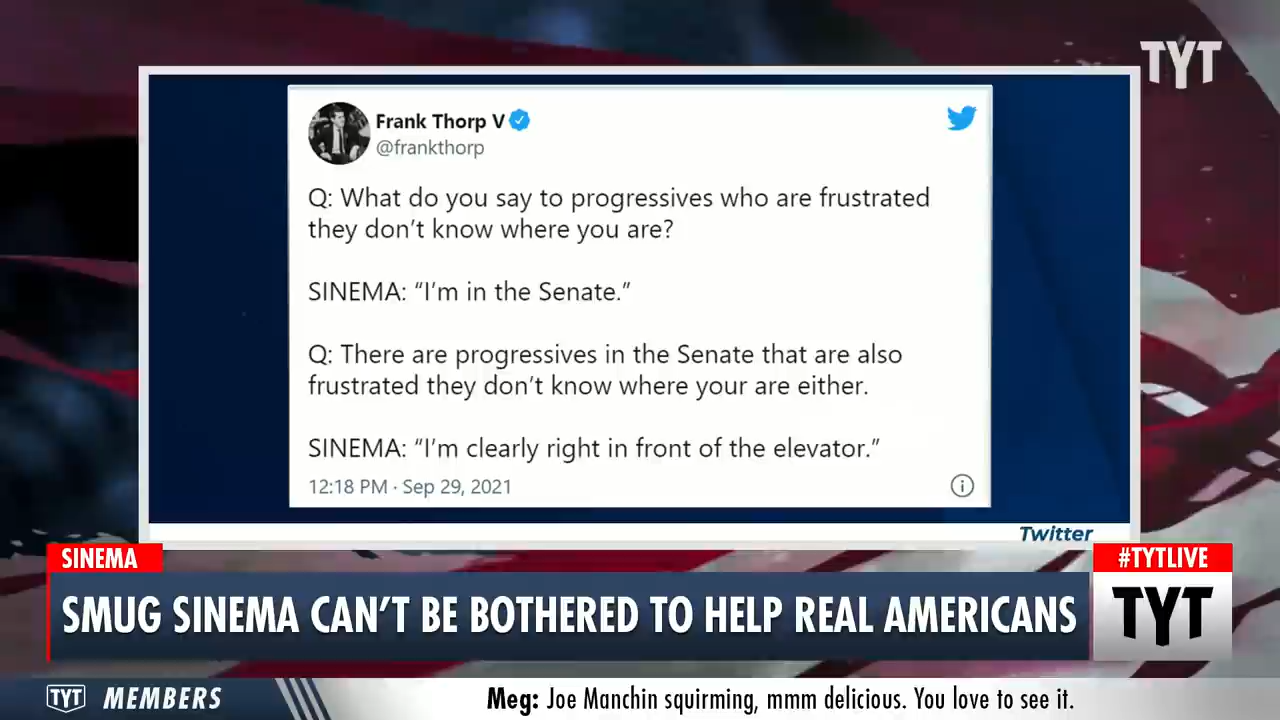 TYT
Frank Thorp V
@frankthorp
Q: What do you say to progressives who are frustrated
they don’t know where you are?
SINEMA: “I’m in the Senate.”
Q: There are progressives in the Senate that are also
frustrated they don’t know where your are either.
SINEMA: “I’m clearly right in front of the elevator.”
12:18 PM · Sep 29, 2021
Twitter
SINEMA
#TYTLIVE
SMUG SINEMA CAN’T BE BOTHERED TO HELP REAL AMERICANS
TYT
TYT MEMBERS
Meg: Joe Manchin squirming, mmm delicious. You love to see it.